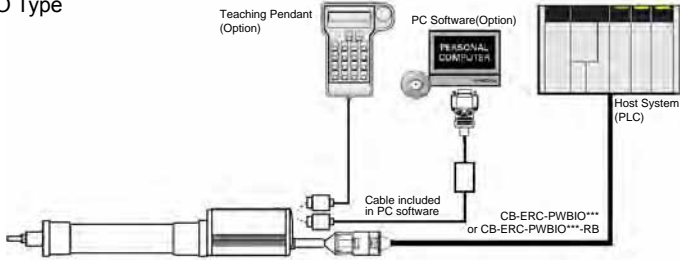 O Type
Teaching Pendant
(Option)
PC Software(Option)
PERSONAL
COMPUTER
Host System
(PLC)
Cable included
in PC software
CB-ERC-PWBIO***
or CB-ERC-PWBIO***-RB